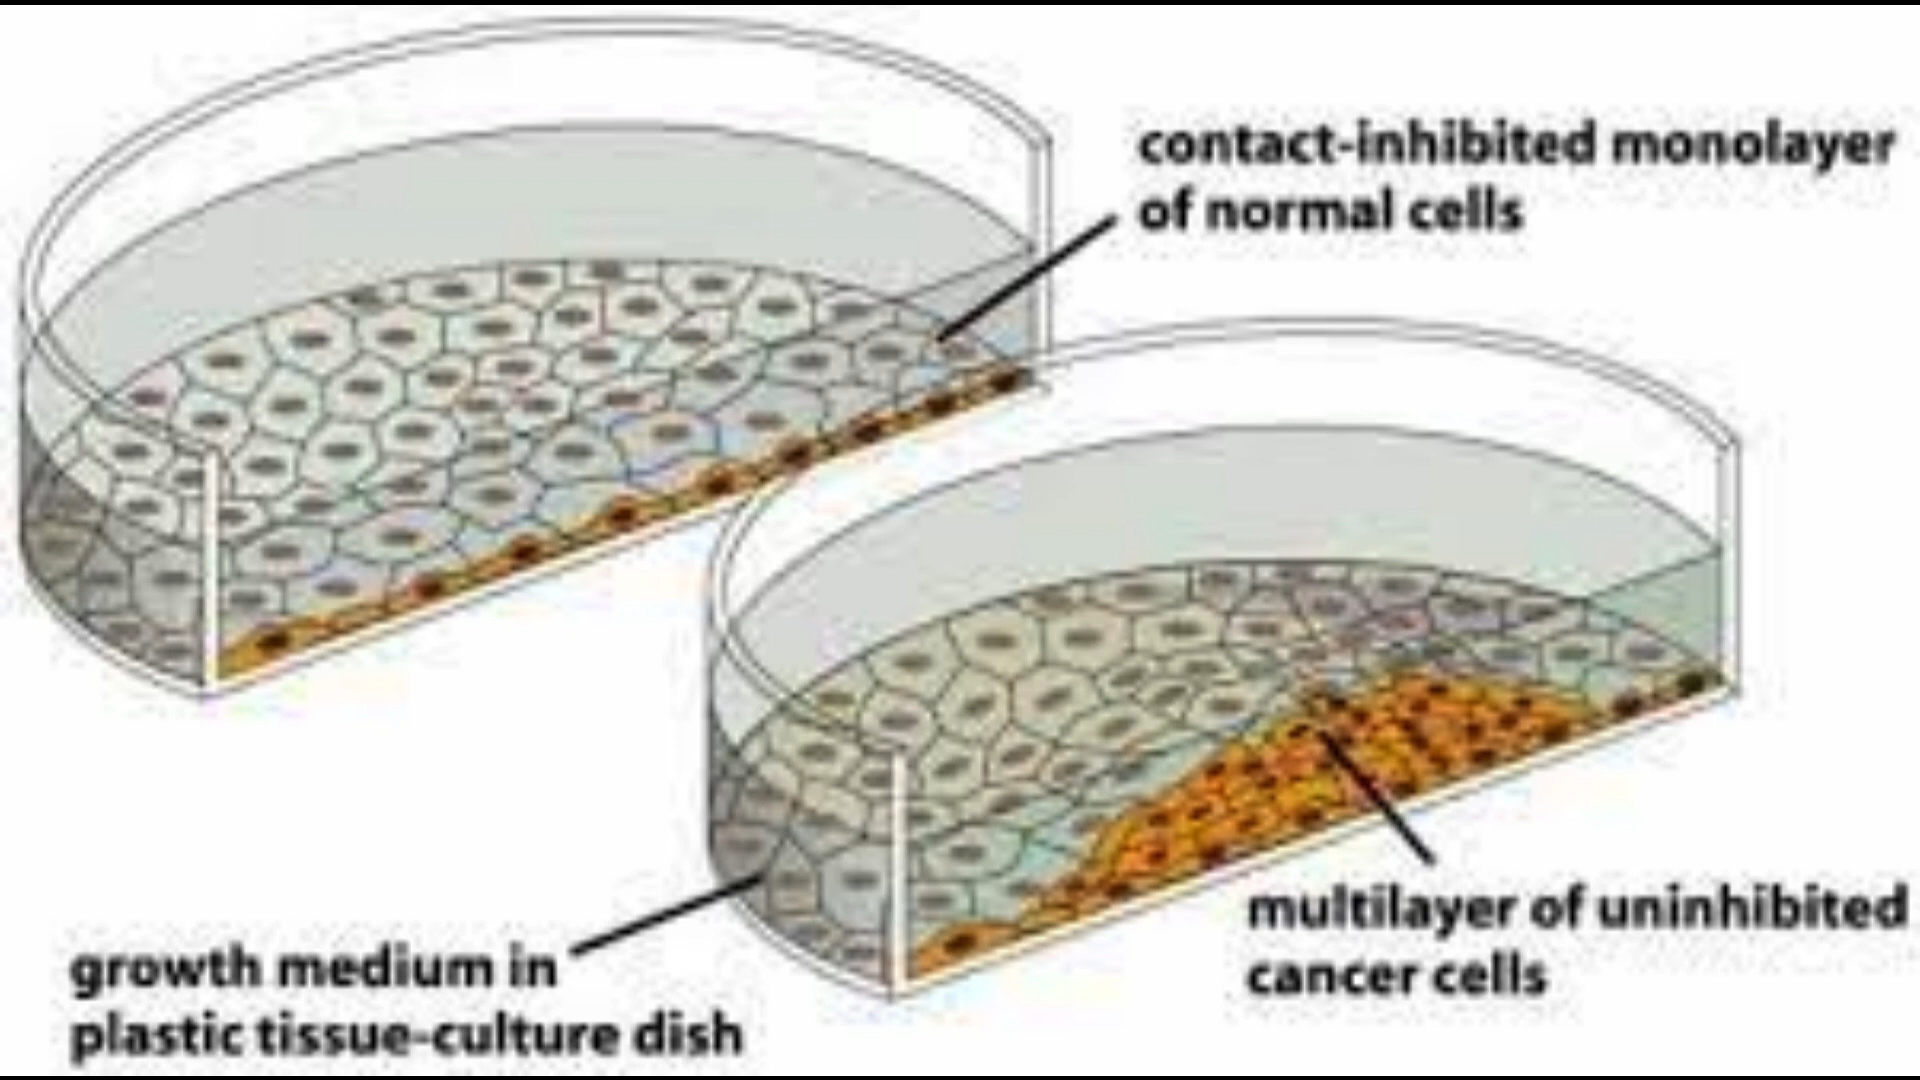 contact-inhibited monolayer
of normal cells
multilayer of uninhibited
cancer cells
growth medium in
plastic tissue-culture dish